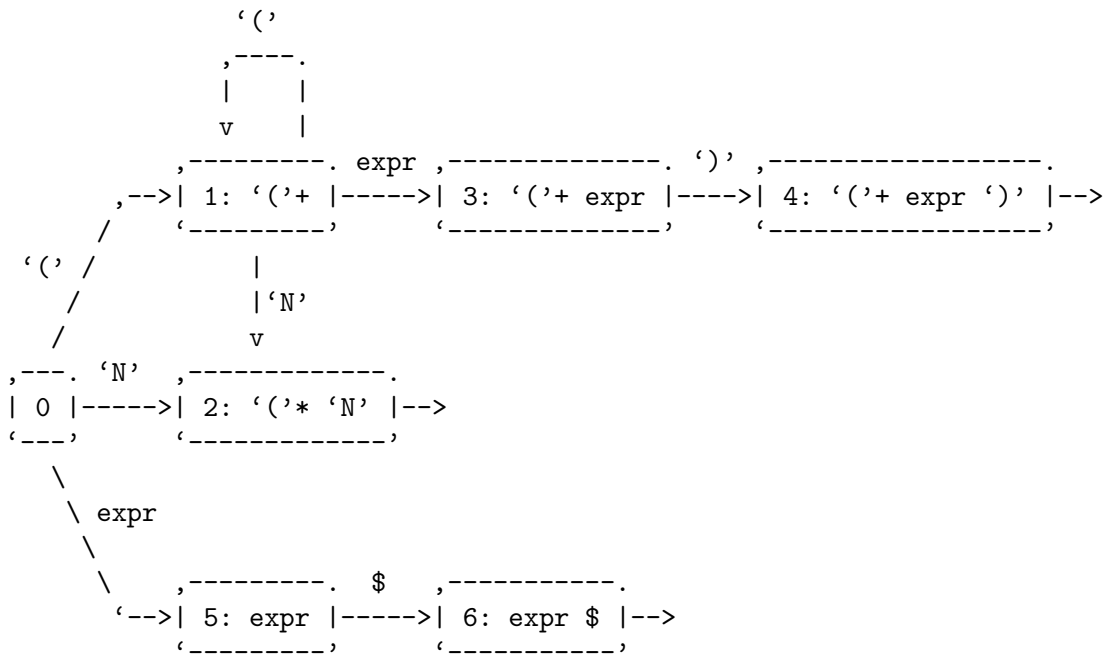 ‘(’
,----.
|    |
v    |
,---------. expr ,--------------. ‘)’ ,------------------.
,-->| 1: ‘(’+ |----->| 3: ‘(’+ expr |---->| 4: ‘(’+ expr ‘)’ |-->
/    ‘---------’      ‘--------------’     ‘------------------’
‘(’ /         |
/          |‘N’
/           v
,---. ‘N’  ,-------------.
| 0 |----->| 2: ‘(’* ‘N’ |-->
‘---’      ‘-------------’
\
\ expr
\
\    ,---------.  $   ,-----------.
‘-->| 5: expr |----->| 6: expr $ |-->
‘---------’      ‘-----------’